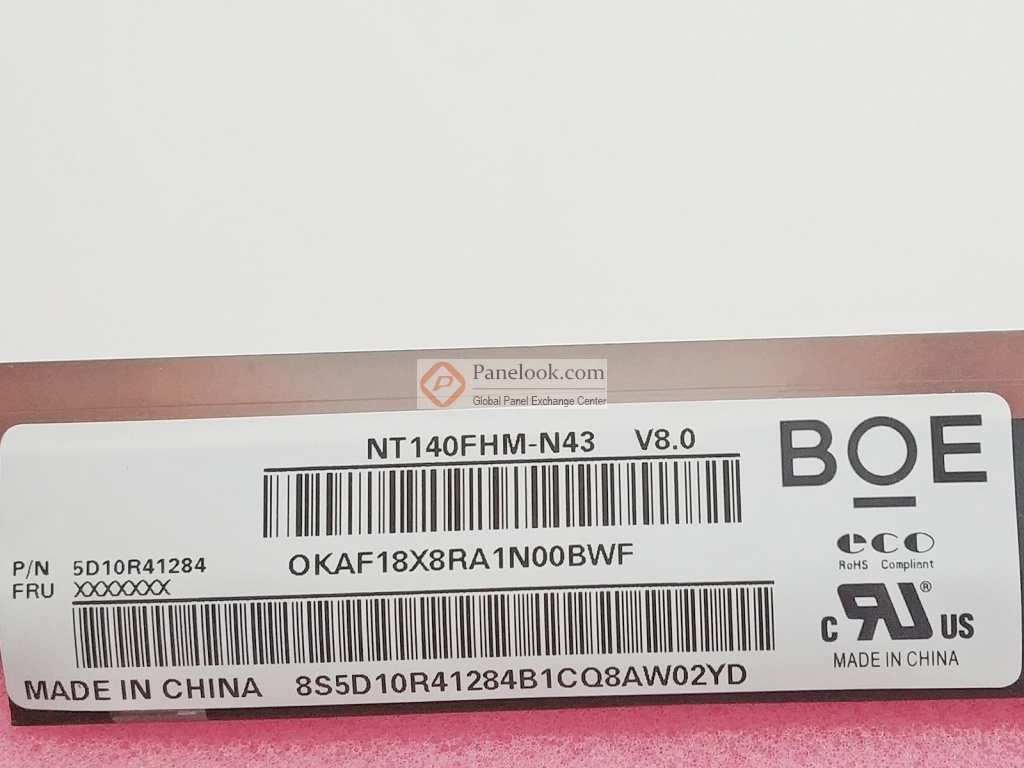 Panelook.com
Global Panel Exchange Center
NT140FHM-N43 V8.0
BOE
OKAF18X8RA1N00BWF
eco
RoHS Compliant
P/N 5D10R41284
FRU XXXXXXX
C RU ® US
MADE IN CHINA
MADE IN CHINA 8S5D10R41284B1CQ8AW02YD